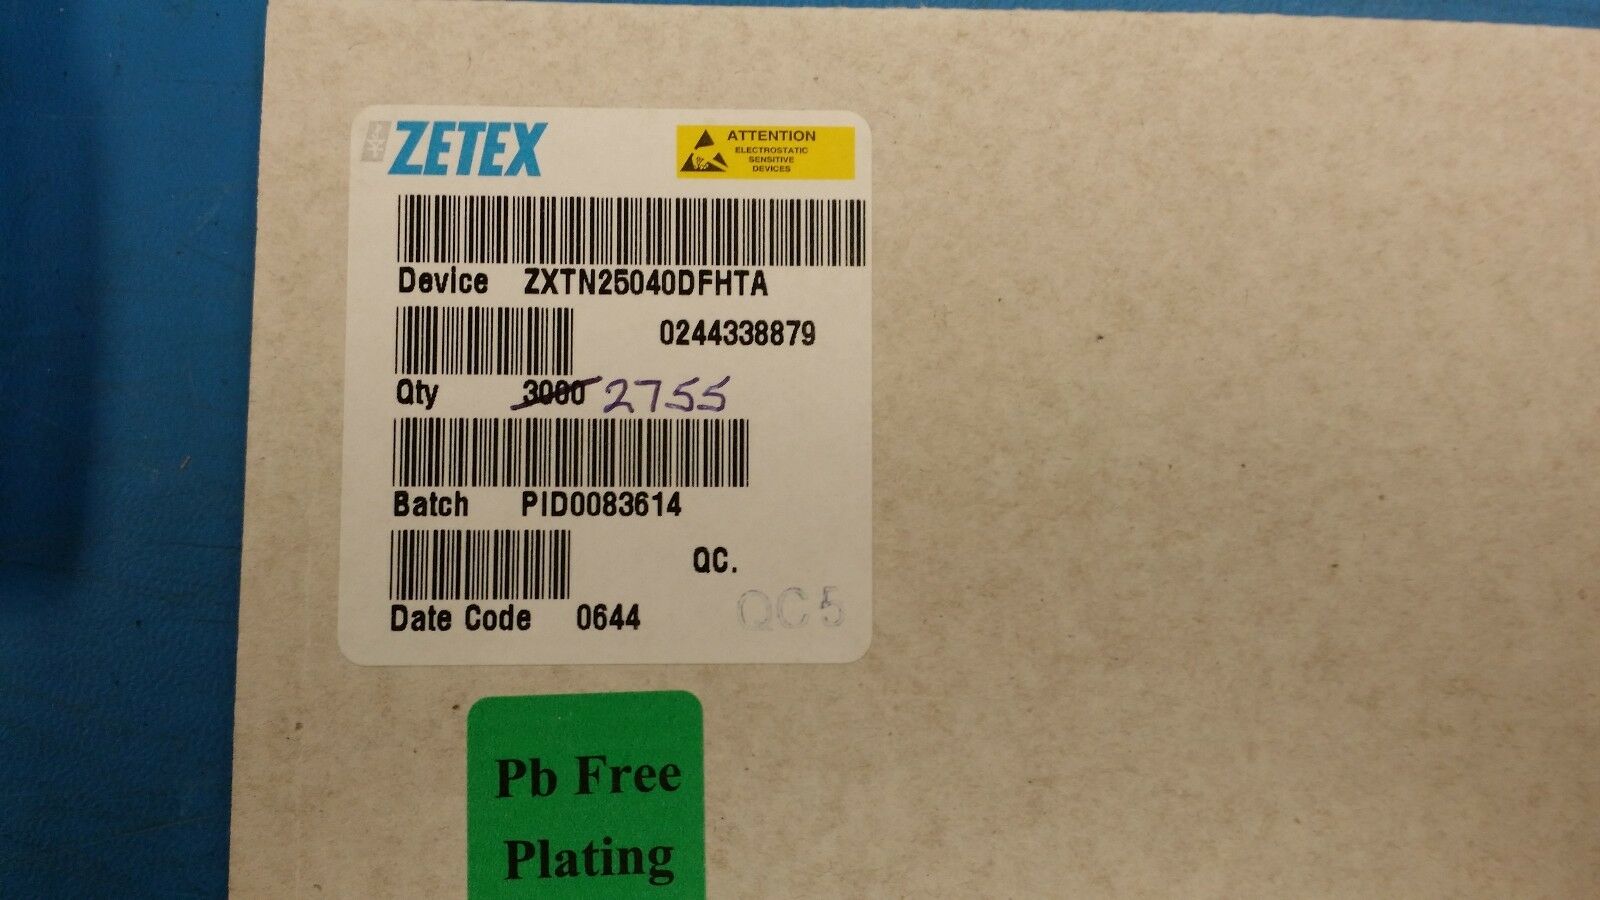 ZETEX
ATTENTION
ELECTROSTATIC
SENSITIVE
DEVICES
Device ZXTN25040DFHTA
0244338879
Qty 3000 2755
Batch PID0083614
QC.
Date Code 0644 QC5
Pb Free
Plating